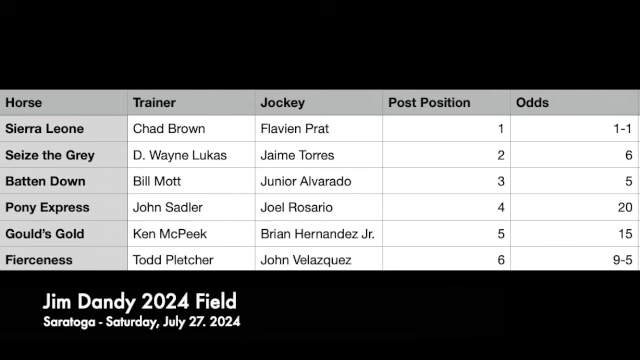 Horse Trainer Jockey Post Position Odds
Sierra Leone Chad Brown Flavien Prat 1 1-1
Seize the Grey D. Wayne Lukas Jaime Torres 2 6
Batten Down Bill Mott Junior Alvarado 3 5
Pony Express John Sadler Joel Rosario 4 20
Gould's Gold Ken McPeek Brian Hernandez Jr. 5 15
Fierceness Todd Pletcher John Velazquez 6 9-5
Jim Dandy 2024 Field
Saratoga - Saturday, July 27. 2024